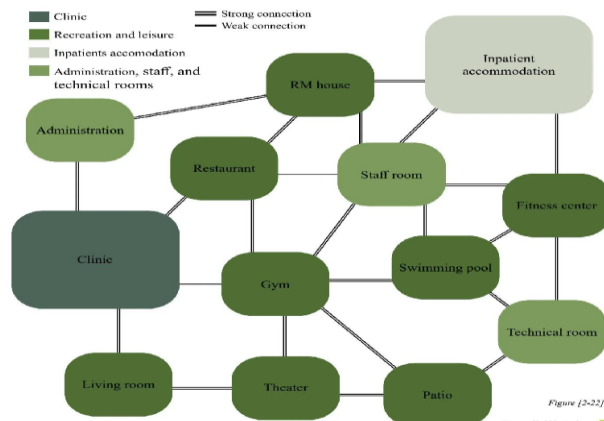 Clinic
Recreation and leisure
Inpatients accomodation
Administration, staff, and
technical rooms
Strong connection
Weak connection
Inpatient
accommodation
RM house
Administration
Restaurant
Staff room
Fitness center
Clinic
Gym
Swimming pool
Technical room
Living room
Theater
Patio
Figure [2-22]